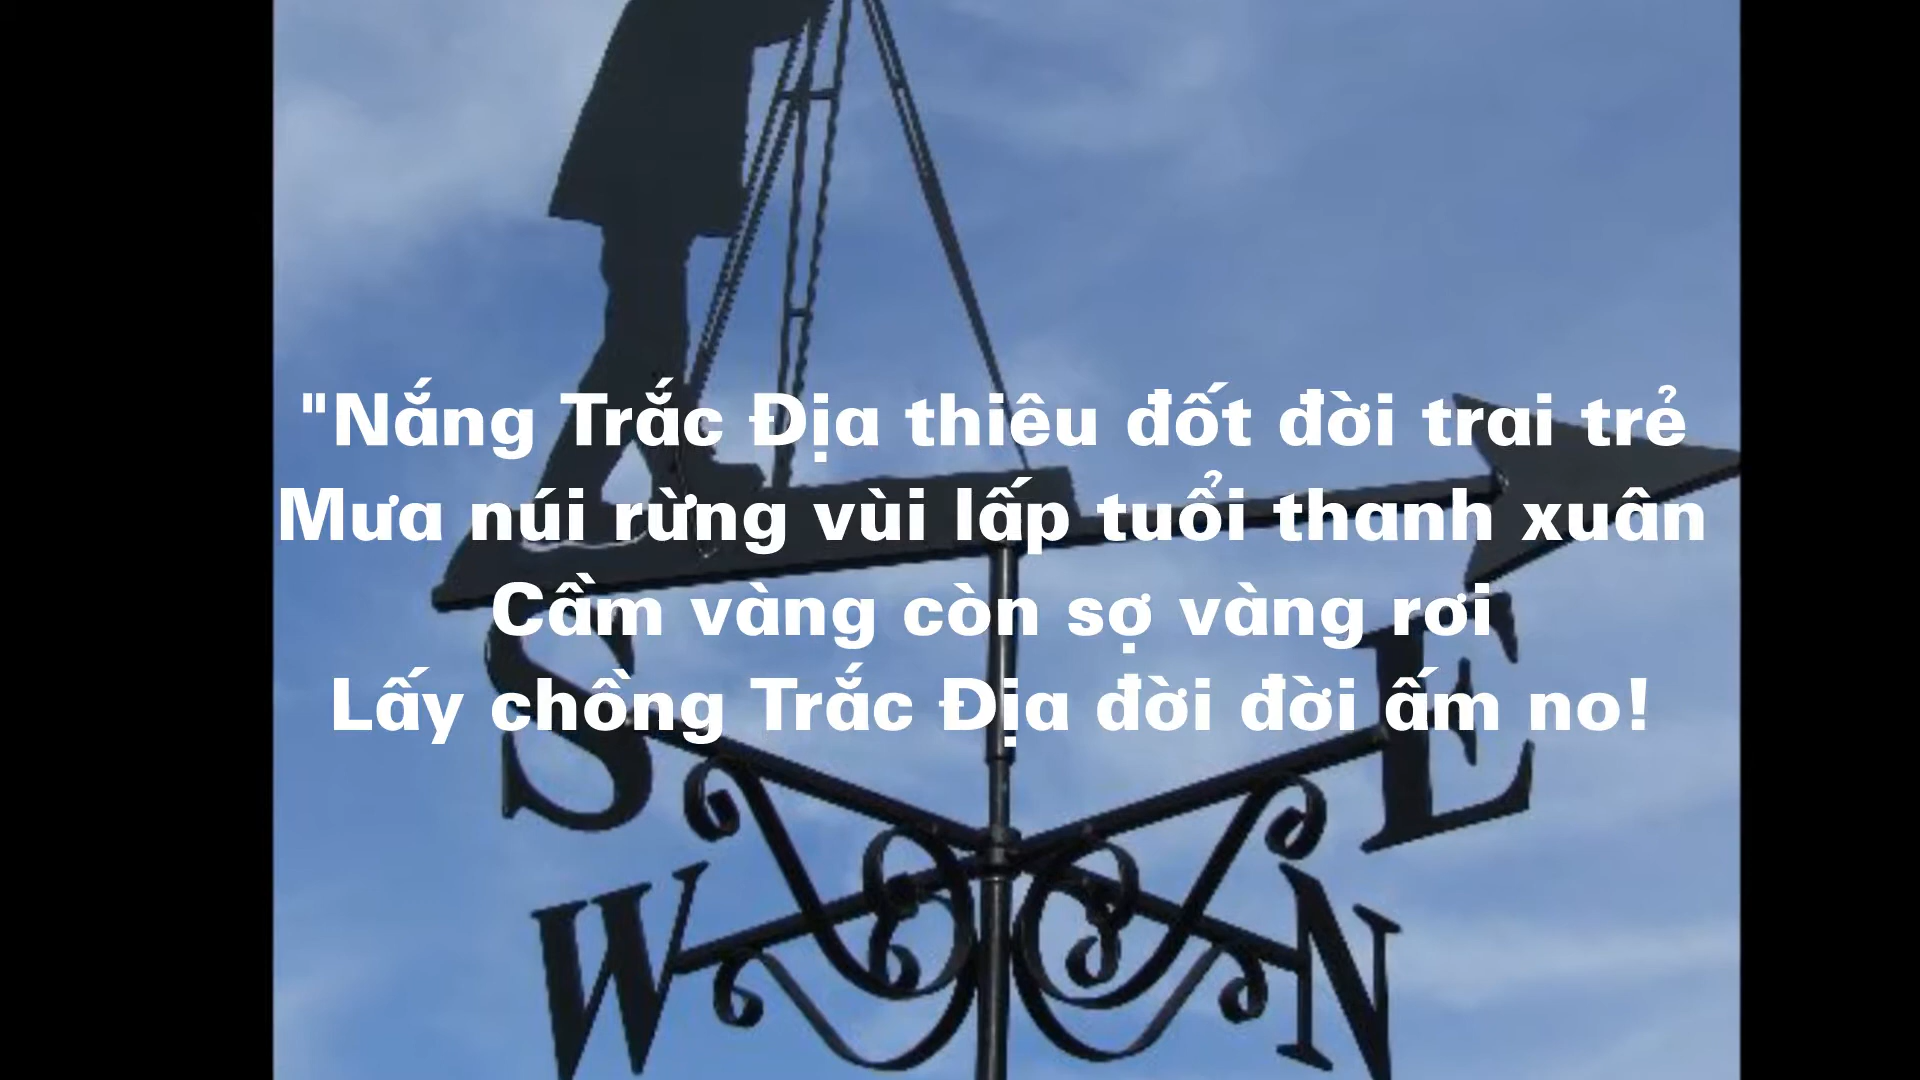 "Nắng Trắc Địa thiêu đốt đời trai trẻ
Mưa núi rừng vùi lấp tuổi thanh xuân
Cầm vàng còn sợ vàng rơi
Lấy chồng Trắc Địa đời đời ấm no!
S E
W N